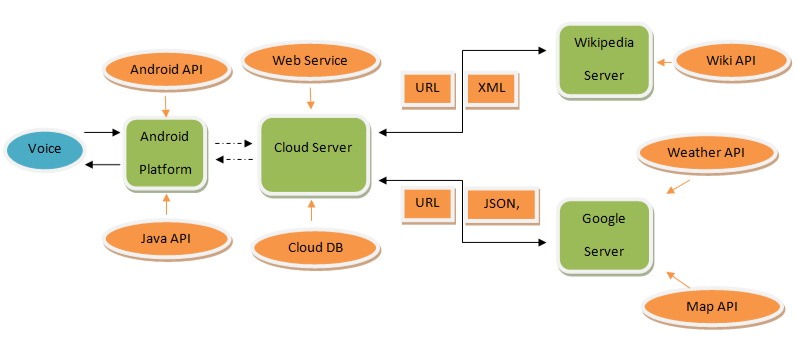 Android API
Web Service
Wikipedia
Server
Wiki API
URL
XML
Voice
Android
Platform
Cloud Server
Weather API
URL
JSON,
Google
Server
Java API
Cloud DB
Map API